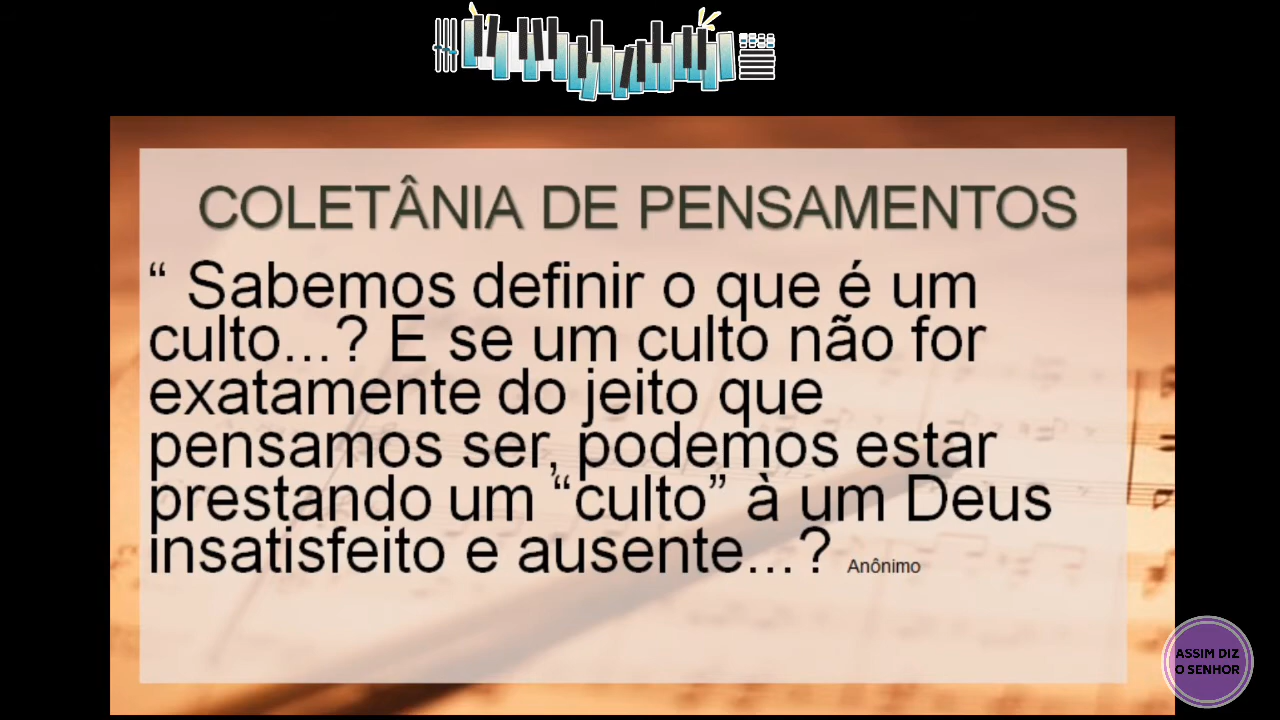 COLETÂNIA DE PENSAMENTOS
“ Sabemos definir o que é um
culto...? E se um culto não for
exatamente do jeito que
pensamos ser, podemos estar
prestando um “culto” à um Deus
insatisfeito e ausente...? Anônimo
ASSIM DIZ
O SENHOR